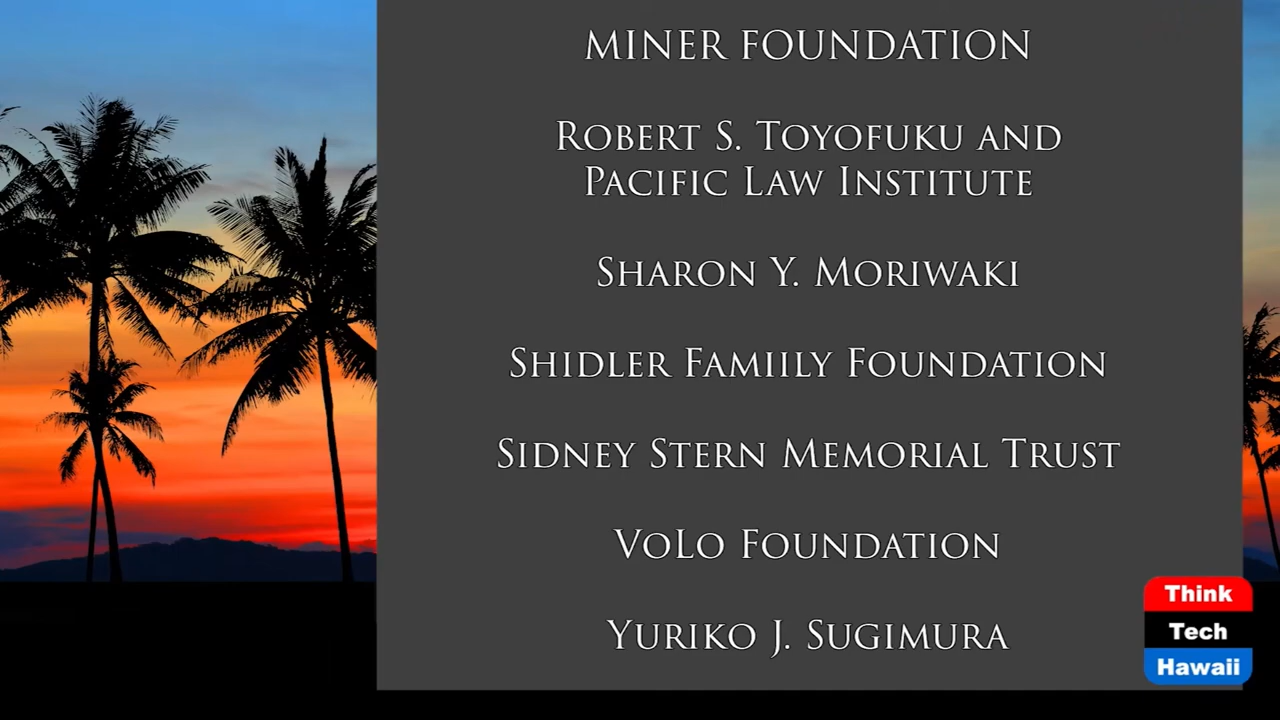 MINER FOUNDATION
ROBERT S. TOYOFUKU AND
PACIFIC LAW INSTITUTE
SHARON Y. MORIWAKI
SHIDLER FAMIILY FOUNDATION
SIDNEY STERN MEMORIAL TRUST
VOLO FOUNDATION
YURIKO J. SUGIMURA
Think
Tech
Hawaii